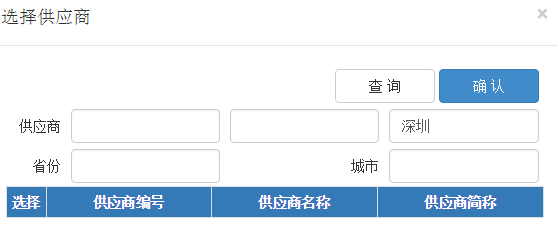 选择供应商 ×
查 询 确 认
供应商 深圳
省份 城市
选择 供应商编号 供应商名称 供应商简称